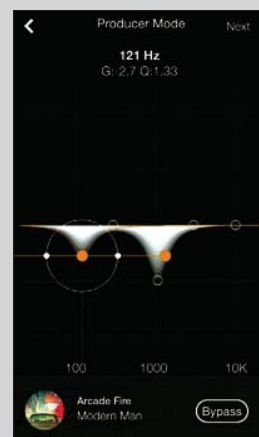 Producer Mode Next
121 Hz
G:-2.7 Q:1.33
100 1000 10K
Arcade Fire
Modern Man
Bypass